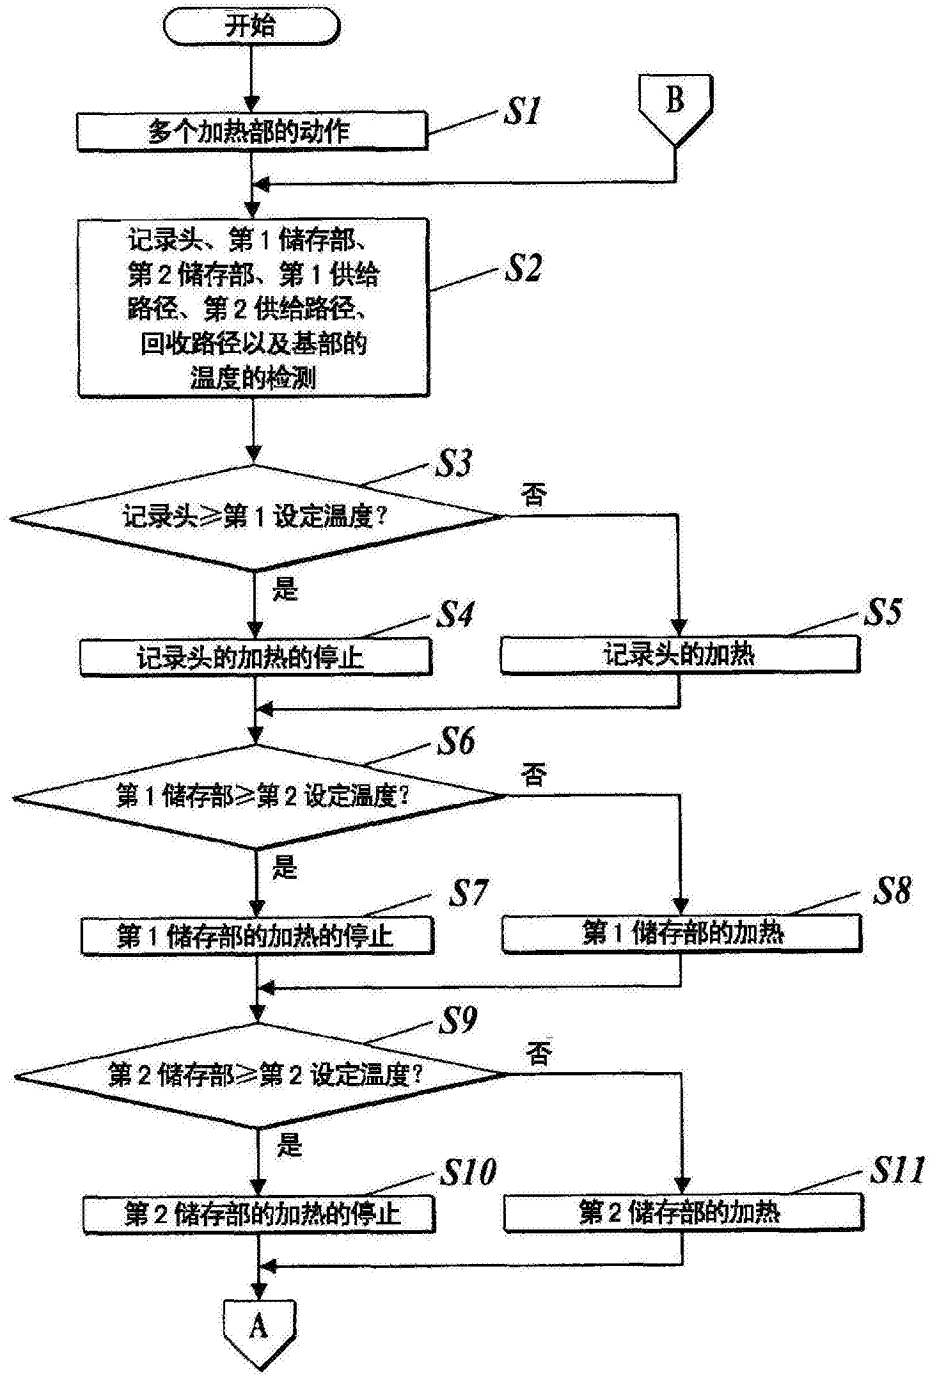 开始
B
S1
多个加热部的动作
S2
记录头、第1储存部、
第2储存部、第1供给
路径、第2供给路径、
回收路径以及基部的
温度的检测
S3
记录头≥第1设定温度?
否
是
S4
记录头的加热的停止
S5
记录头的加热
S6
第1储存部≥第2设定温度?
否
是
S7
第1储存部的加热的停止
S8
第1储存部的加热
S9
第2储存部≥第2设定温度?
否
是
S10
第2储存部的加热的停止
S11
第2储存部的加热
A